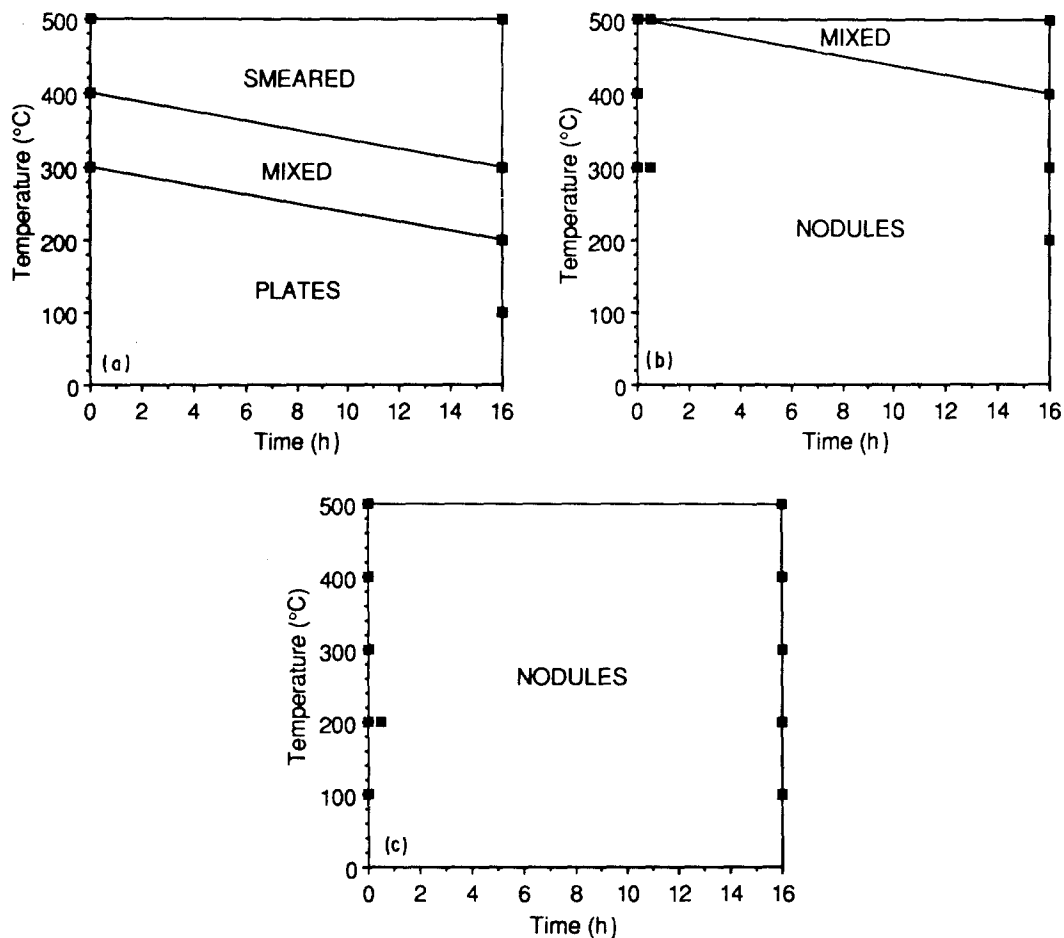 500
400
300
200
100
0
Temperature (°C)
SMEARED
MIXED
PLATES
(a)
0 2 4 6 8 10 12 14 16
Time (h)
500
400
300
200
100
0
Temperature (°C)
MIXED
NODULES
(b)
0 2 4 6 8 10 12 14 16
Time (h)
500
400
300
200
100
0
Temperature (°C)
NODULES
(c)
0 2 4 6 8 10 12 14 16
Time (h)